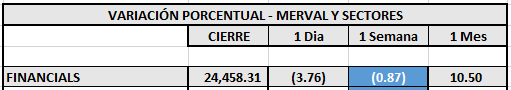 VARIACIÓN PORCENTUAL - MERVAL Y SECTORES
CIERRE 1 Dia 1 Semana 1 Mes
FINANCIALS 24,458.31 (3.76) (0.87) 10.50